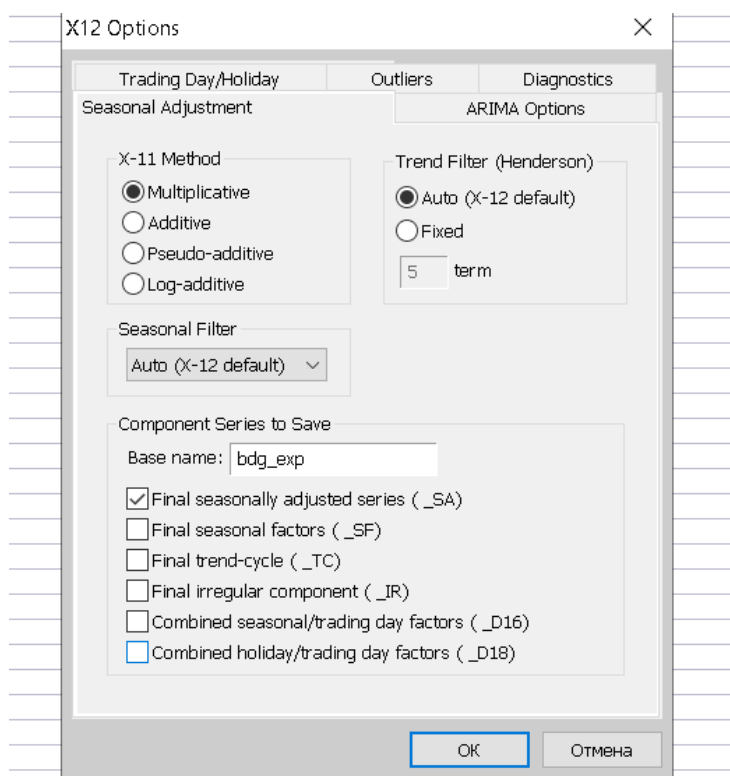 X12 Options
Trading Day/Holiday Outliers Diagnostics
Seasonal Adjustment ARIMA Options
X-11 Method
Multiplicative
Additive
Pseudo-additive
Log-additive
Trend Filter (Henderson)
Auto (X-12 default)
Fixed
5 term
Seasonal Filter
Auto (X-12 default)
Component Series to Save
Base name: bdg_exp
Final seasonally adjusted series ( _SA)
Final seasonal factors ( _SF)
Final trend-cycle ( _TC)
Final irregular component ( _IR)
Combined seasonal/trading day factors ( _D16)
Combined holiday/trading day factors ( _D18)
ОК Отмена